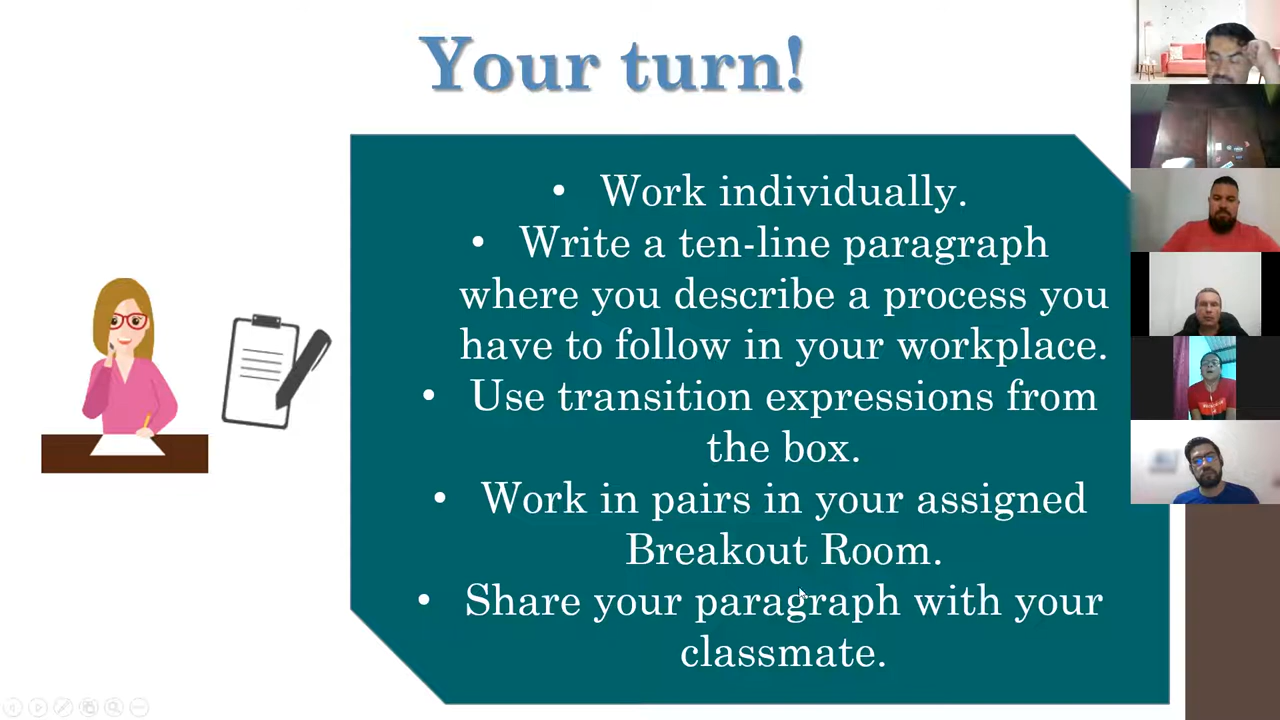 Your turn!
• Work individually.
• Write a ten-line paragraph
where you describe a process you
have to follow in your workplace.
• Use transition expressions from
the box.
• Work in pairs in your assigned
Breakout Room.
• Share your paragraph with your
classmate.